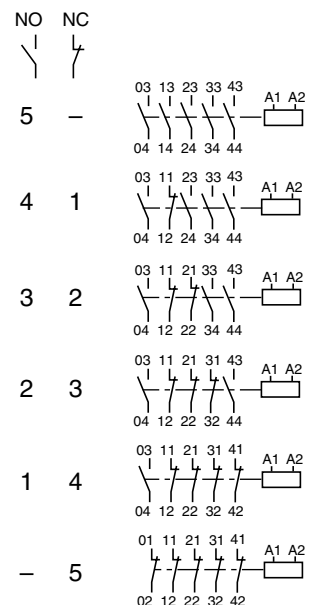 NO NC
03 13 23 33 43
A1 A2
5 –
04 14 24 34 44
03 11 23 33 43
A1 A2
4 1
04 12 24 34 44
03 11 21 33 43
A1 A2
3 2
04 12 22 34 44
03 11 21 31 43
A1 A2
2 3
04 12 22 32 44
03 11 21 31 41
A1 A2
1 4
04 12 22 32 42
01 11 21 31 41
A1 A2
– 5
02 12 22 32 42